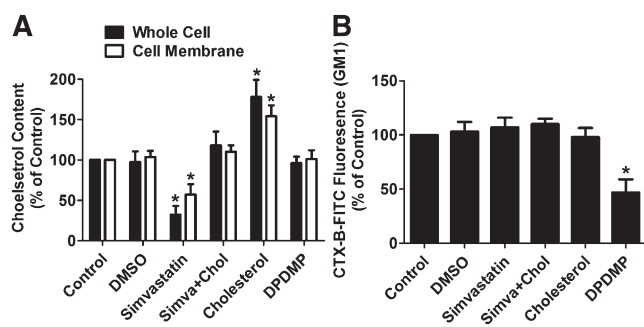 A
Whole Cell
Cell Membrane
Choelsetrol Content
(% of Control)
200
150
100
50
0
* * * *
Control
DMSO
Simvastatin
Simva+Chol
Cholesterol
DPDMP
B
CTX-B-FITC Fluoresence (GM1)
(% of Control)
150
100
50
0
*
Control
DMSO
Simvastatin
Simva+Chol
Cholesterol
DPDMP